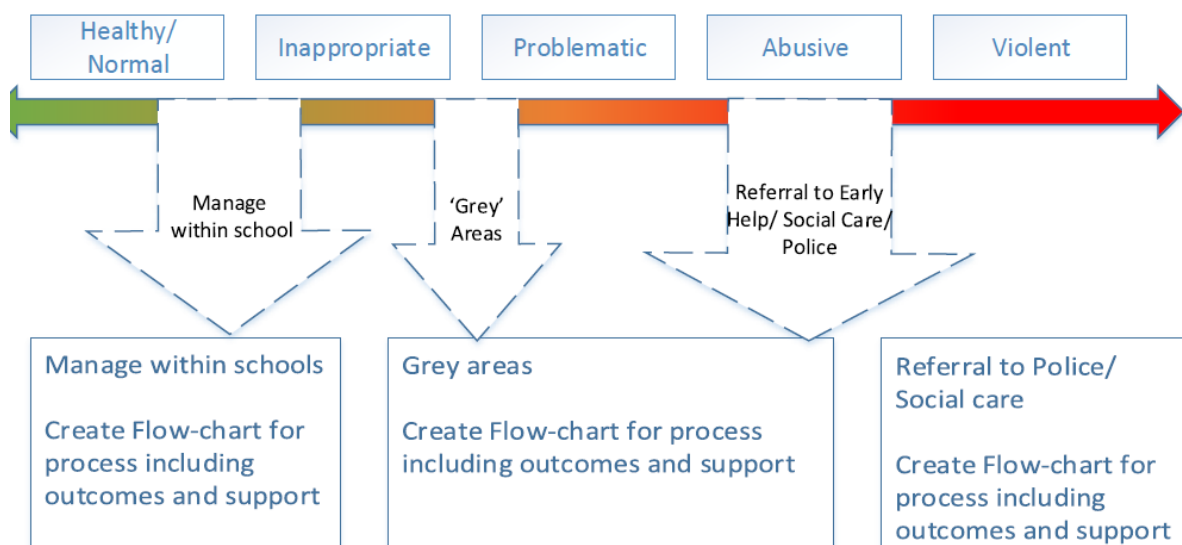 Healthy/
Normal
Inappropriate
Problematic
Abusive
Violent
Manage
within school
‘Grey’
Areas
Referral to Early
Help/ Social Care/
Police
Manage within schools
Create Flow-chart for
process including
outcomes and support
Grey areas
Create Flow-chart for process
including outcomes and support
Referral to Police/
Social care
Create Flow-chart for
process including
outcomes and support